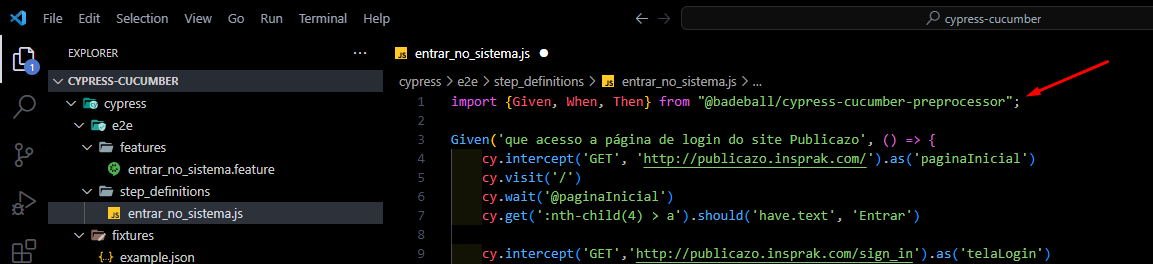 File Edit Selection View Go Run Terminal Help
cypress-cucumber
EXPLORER
CYPRESS-CUCUMBER
cypress
e2e
features
entrar_no_sistema.feature
step_definitions
JS entrar_no_sistema.js
fixtures
{..} example.json
1
JS entrar_no_sistema.js
cypress > e2e > step_definitions > JS entrar_no_sistema.js > ...
1 import {Given, When, Then} from "@badeball/cypress-cucumber-preprocessor";
2
3 Given('que acesso a página de login do site Publicazo', () => {
4 cy.intercept('GET', 'http://publicazo.insprak.com/').as('paginaInicial')
5 cy.visit('/')
6 cy.wait('@paginaInicial')
7 cy.get(':nth-child(4) > a').should('have.text', 'Entrar')
8
9 cy.intercept('GET','http://publicazo.insprak.com/sign_in').as('telaLogin')